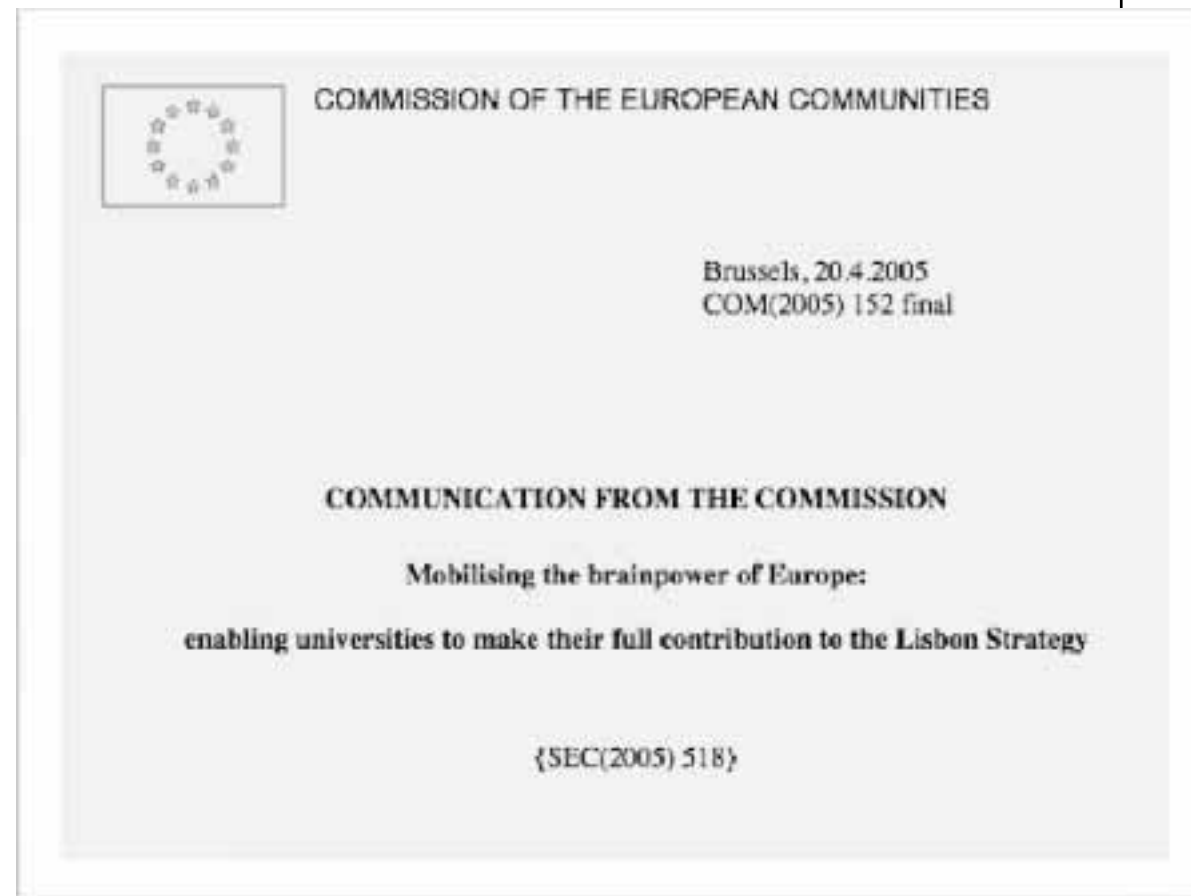 COMMISSION OF THE EUROPEAN COMMUNITIES
Brussels, 20.4.2005
COM(2005) 152 final
COMMUNICATION FROM THE COMMISSION
Mobilising the brainpower of Europe:
enabling universities to make their full contribution to the Lisbon Strategy
{SEC(2005) 518}